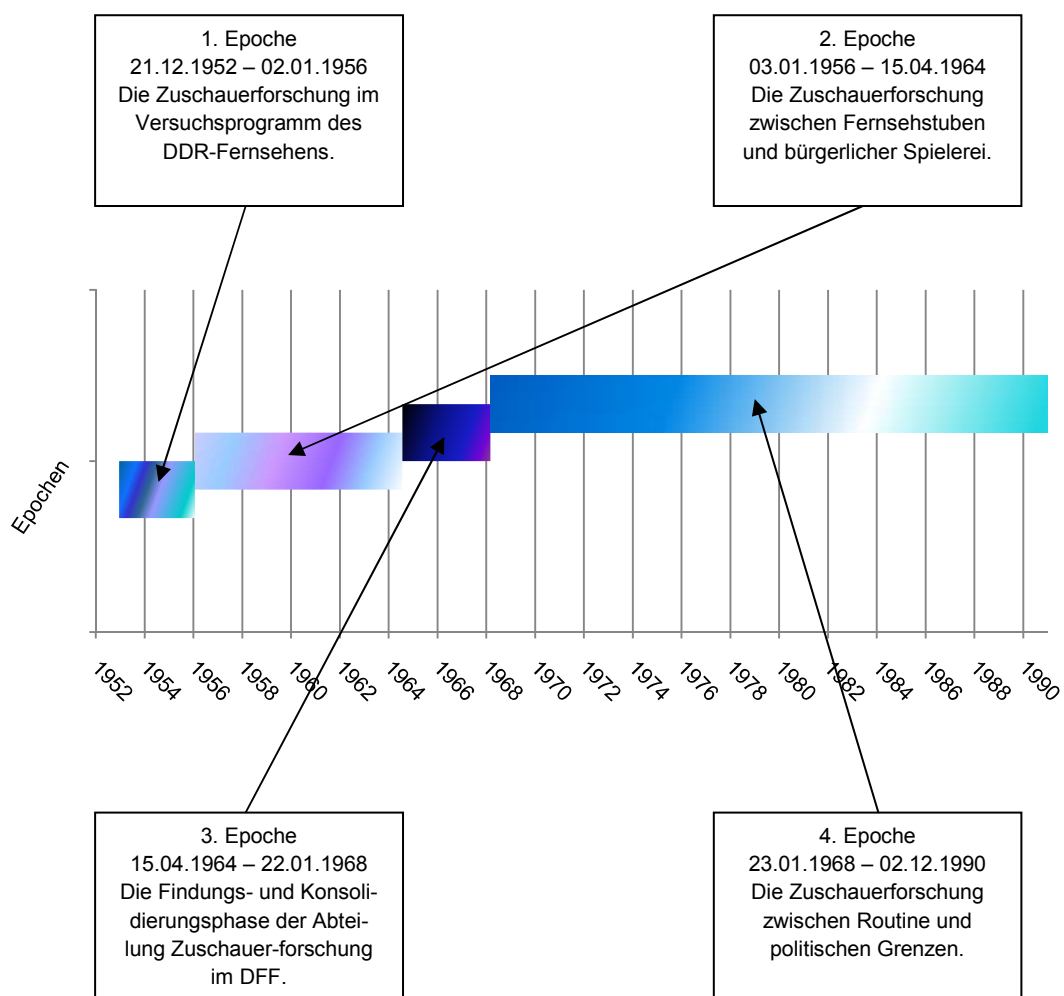 1. Epoche
21.12.1952 – 02.01.1956
Die Zuschauerforschung im
Versuchsprogramm des
DDR-Fernsehens.
2. Epoche
03.01.1956 – 15.04.1964
Die Zuschauerforschung
zwischen Fernsehstuben
und bürgerlicher Spielerei.
Epochen
1952
1954
1956
1958
1960
1962
1964
1966
1968
1970
1972
1974
1976
1978
1980
1982
1984
1986
1988
1990
3. Epoche
15.04.1964 – 22.01.1968
Die Findungs- und Konsoli-
dierungsphase der Abtei-
lung Zuschauer-forschung
im DFF.
4. Epoche
23.01.1968 – 02.12.1990
Die Zuschauerforschung
zwischen Routine und
politischen Grenzen.